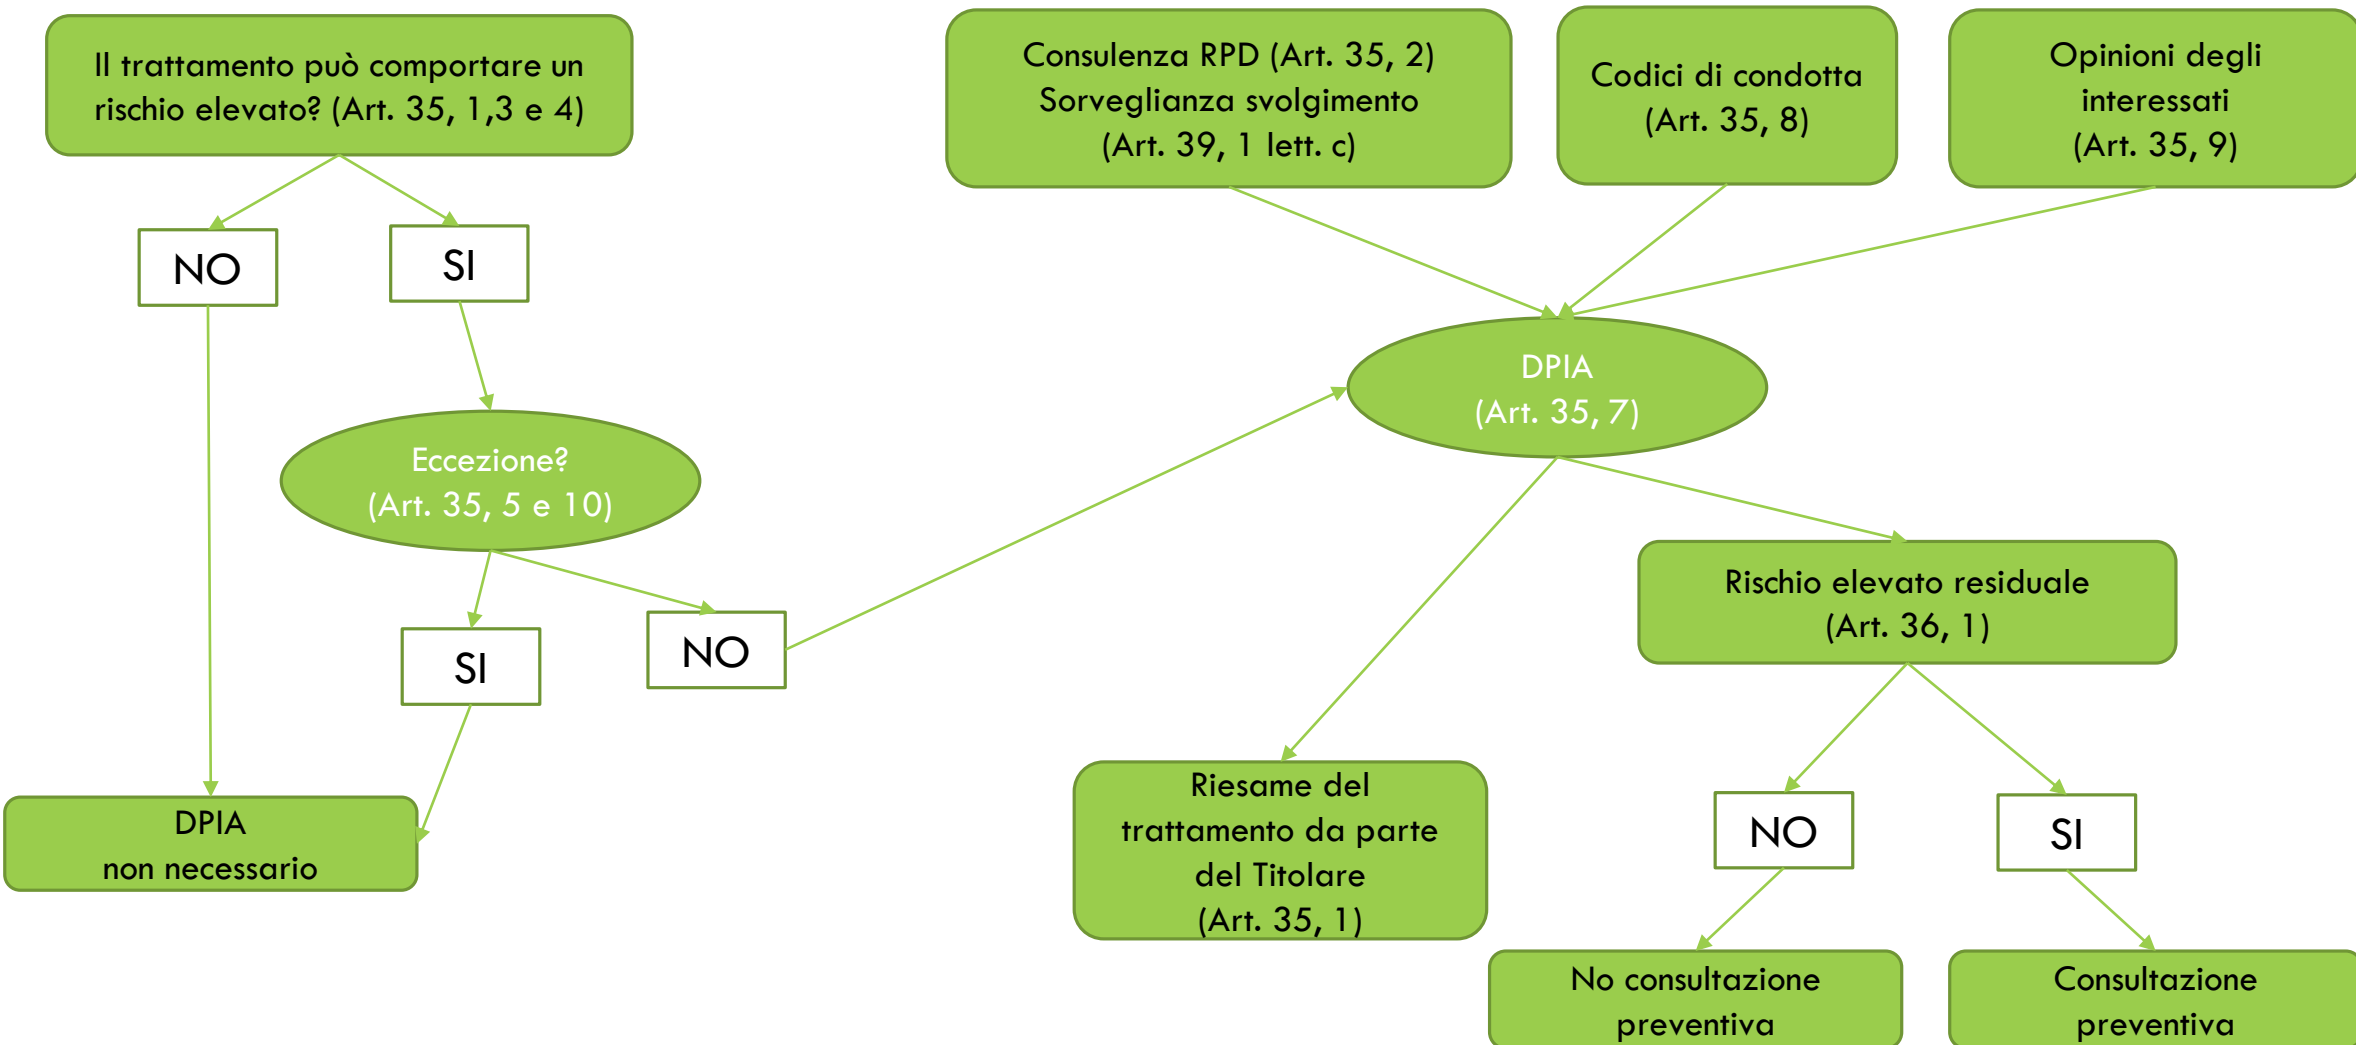 Il trattamento può comportare un
rischio elevato? (Art. 35, 1,3 e 4)
NO
SI
Eccezione?
(Art. 35, 5 e 10)
SI
NO
DPIA
non necessario
Consulenza RPD (Art. 35, 2)
Sorveglianza svolgimento
(Art. 39, 1 lett. c)
Codici di condotta
(Art. 35, 8)
Opinioni degli
interessati
(Art. 35, 9)
DPIA
(Art. 35, 7)
Rischio elevato residuale
(Art. 36, 1)
Riesame del
trattamento da parte
del Titolare
(Art. 35, 1)
NO
SI
No consultazione
preventiva
Consultazione
preventiva